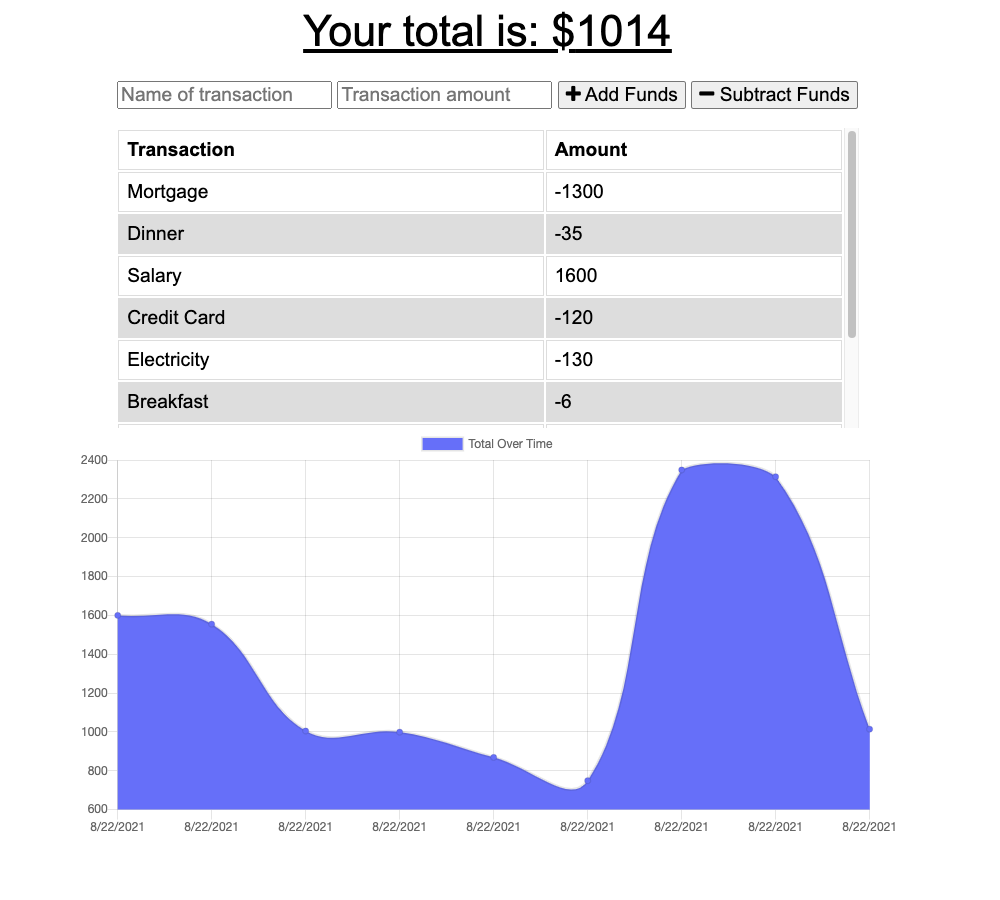 Your total is: $1014
Name of transaction Transaction amount Add Funds Subtract Funds
Transaction Amount
Mortgage -1300
Dinner -35
Salary 1600
Credit Card -120
Electricity -130
Breakfast -6
Total Over Time
2400
2200
2000
1800
1600
1400
1200
1000
800
600
8/22/2021 8/22/2021 8/22/2021 8/22/2021 8/22/2021 8/22/2021 8/22/2021 8/22/2021 8/22/2021